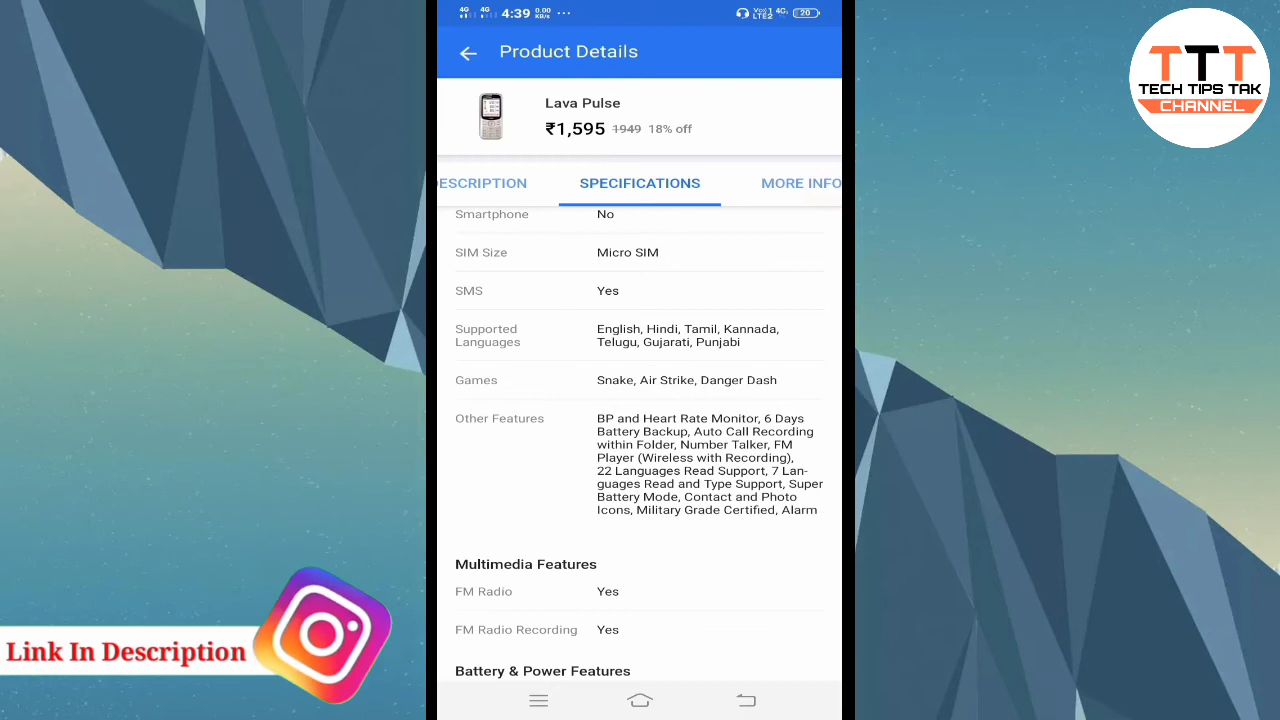 4G 4G 4:39 0.00 KB/s ...
4G 20
Product Details
TTT
TECH TIPS TAK
CHANNEL
Lava Pulse
₹1,595 1949 18% off
ESCRIPTION SPECIFICATIONS MORE INFO
Smartphone No
SIM Size Micro SIM
SMS Yes
Supported English, Hindi, Tamil, Kannada,
Languages Telugu, Gujarati, Punjabi
Games Snake, Air Strike, Danger Dash
Other Features BP and Heart Rate Monitor, 6 Days
Battery Backup, Auto Call Recording
within Folder, Number Talker, FM
Player (Wireless with Recording),
22 Languages Read Support, 7 Lan-
guages Read and Type Support, Super
Battery Mode, Contact and Photo
Icons, Military Grade Certified, Alarm
Multimedia Features
FM Radio Yes
FM Radio Recording Yes
Link In Description
Battery & Power Features